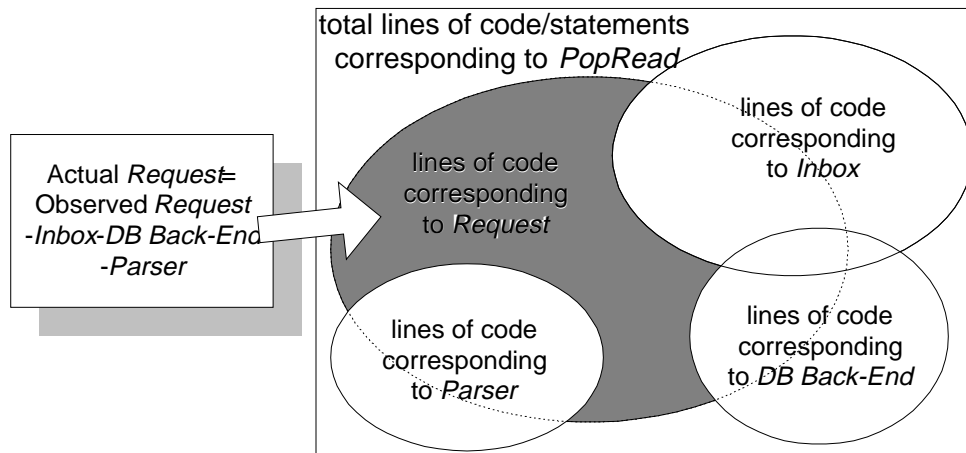 total lines of code/statements
corresponding to PopRead
lines of code
corresponding
to Inbox
Actual Request=
Observed Request
-Inbox-DB Back-End
-Parser
lines of code
corresponding
to Request
lines of code
corresponding
to Parser
lines of code
corresponding
to DB Back-End